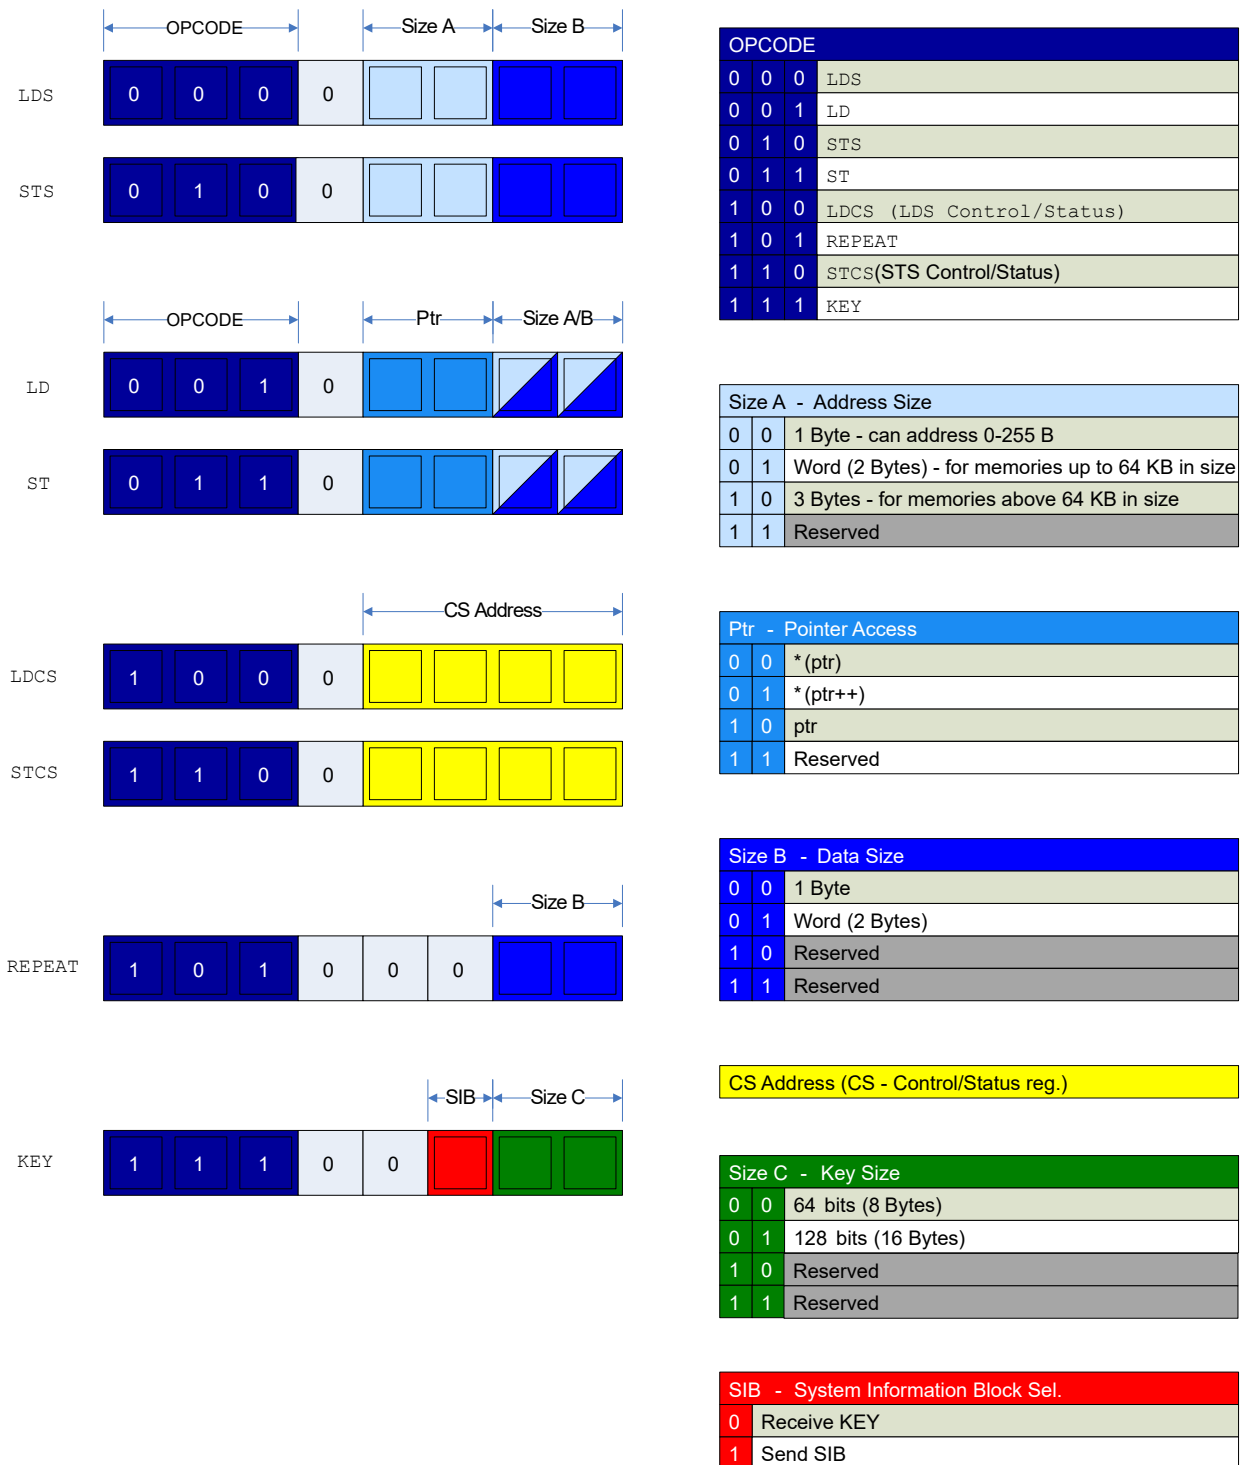 OPCODE Size A Size B
LDS 0 0 0 0
STS 0 1 0 0
OPCODE Ptr Size A/B
LD 0 0 1 0
ST 0 1 1 0
CS Address
LDCS 1 0 0 0
STCS 1 1 0 0
Size B
REPEAT 1 0 1 0 0 0
SIB Size C
KEY 1 1 1 0 0
OPCODE
0 0 0 LDS
0 0 1 LD
0 1 0 STS
0 1 1 ST
1 0 0 LDCS (LDS Control/Status)
1 0 1 REPEAT
1 1 0 STCS(STS Control/Status)
1 1 1 KEY
Size A - Address Size
0 0 1 Byte - can address 0-255 B
0 1 Word (2 Bytes) - for memories up to 64 KB in size
1 0 3 Bytes - for memories above 64 KB in size
1 1 Reserved
Ptr - Pointer Access
0 0 *(ptr)
0 1 *(ptr++)
1 0 ptr
1 1 Reserved
Size B - Data Size
0 0 1 Byte
0 1 Word (2 Bytes)
1 0 Reserved
1 1 Reserved
CS Address (CS - Control/Status reg.)
Size C - Key Size
0 0 64 bits (8 Bytes)
0 1 128 bits (16 Bytes)
1 0 Reserved
1 1 Reserved
SIB - System Information Block Sel.
0 Receive KEY
1 Send SIB